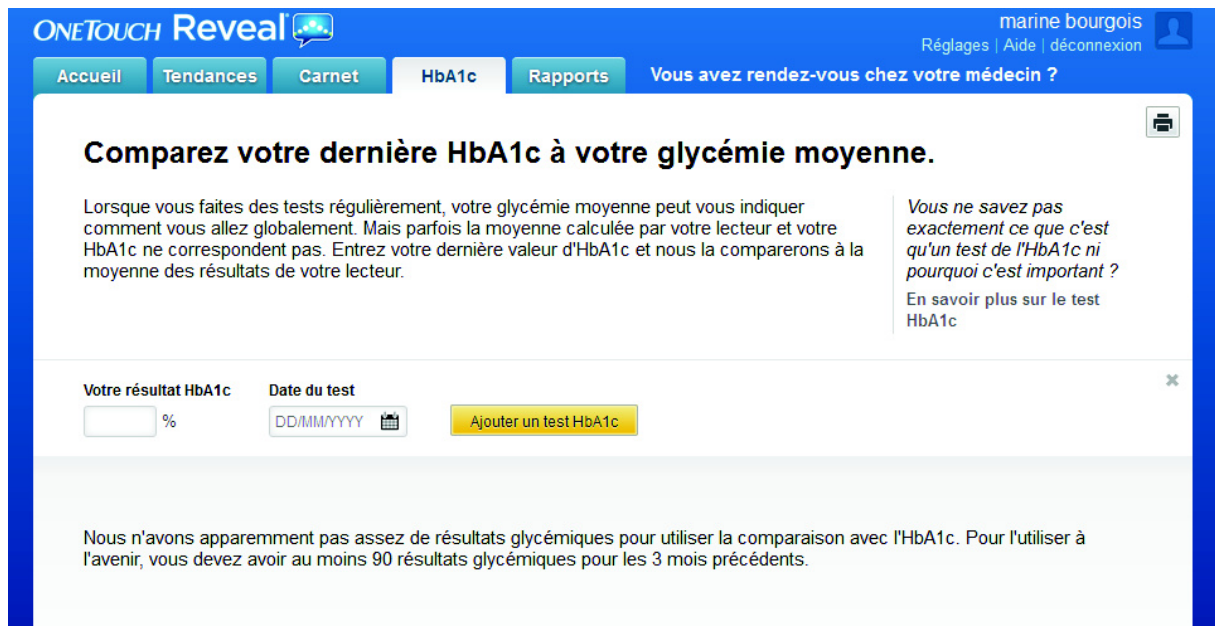 ONETOUCH Reveal
marine bourgois
Réglages | Aide | déconnexion
Accueil Tendances Carnet HbA1c Rapports Vous avez rendez-vous chez votre médecin ?
Comparez votre dernière HbA1c à votre glycémie moyenne.
Lorsque vous faites des tests régulièrement, votre glycémie moyenne peut vous indiquer
comment vous allez globalement. Mais parfois la moyenne calculée par votre lecteur et votre
HbA1c ne correspondent pas. Entrez votre dernière valeur d'HbA1c et nous la comparerons à la
moyenne des résultats de votre lecteur.
Vous ne savez pas
exactement ce que c'est
qu'un test de l'HbA1c ni
pourquoi c'est important ?
En savoir plus sur le test
HbA1c
Votre résultat HbA1c Date du test
% DD/MM/YYYY Ajouter un test HbA1c
Nous n'avons apparemment pas assez de résultats glycémiques pour utiliser la comparaison avec l'HbA1c. Pour l'utiliser à
l'avenir, vous devez avoir au moins 90 résultats glycémiques pour les 3 mois précédents.